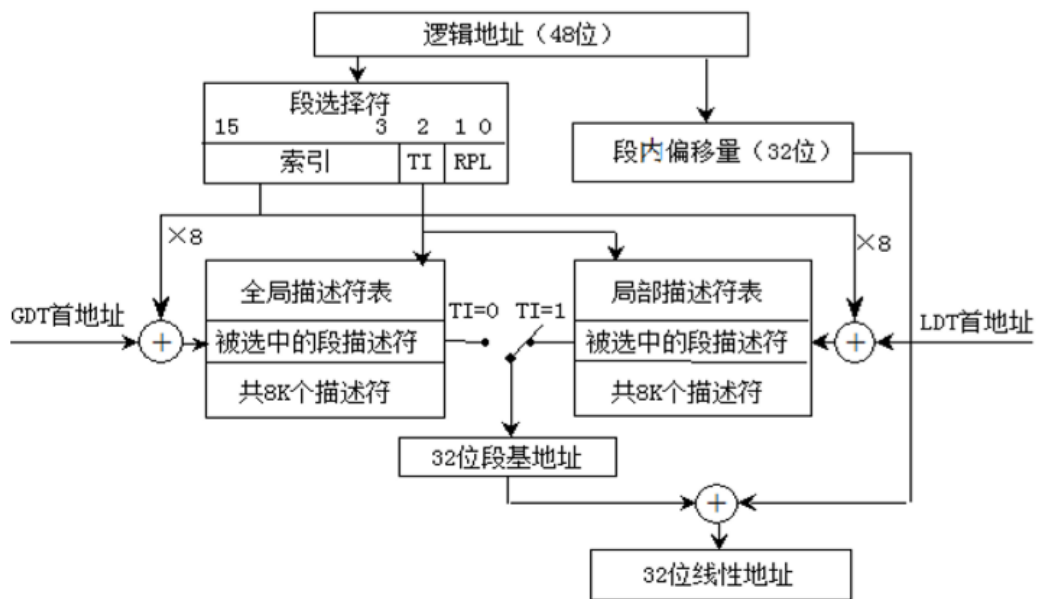 逻辑地址（48位）
段选择符
15 3 2 1 0
索引 TI RPL
段内偏移量（32位）
×8
×8
全局描述符表
局部描述符表
GDT首地址
TI=0 TI=1
LDT首地址
+
被选中的段描述符
被选中的段描述符
+
共8K个描述符
共8K个描述符
32位段基地址
+
32位线性地址